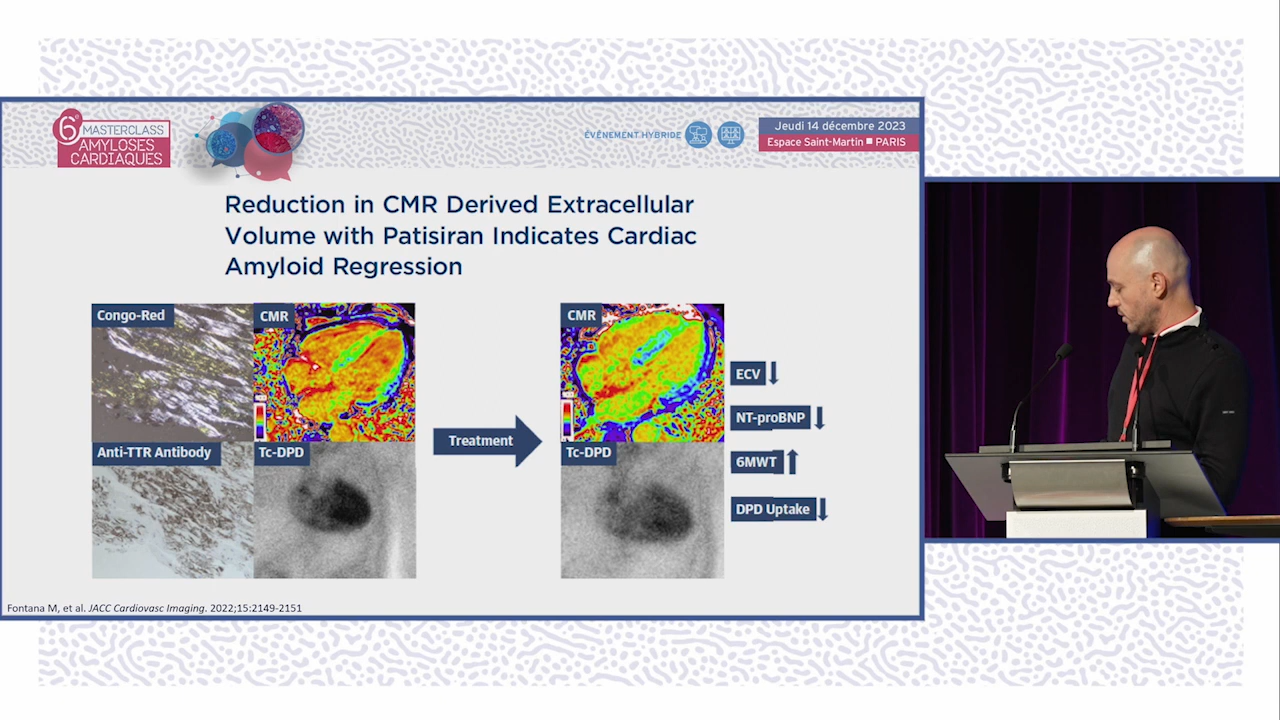 6e
MASTERCLASS
AMYLOSES
CARDIAQUES
ÉVÉNEMENT HYBRIDE
Jeudi 14 décembre 2023
Espace Saint-Martin ■ PARIS
Reduction in CMR Derived Extracellular
Volume with Patisiran Indicates Cardiac
Amyloid Regression
Congo-Red
CMR
Anti-TTR Antibody
Tc-DPD
Treatment
CMR
Tc-DPD
ECV
NT-proBNP
6MWT
DPD Uptake
Fontana M, et al. JACC Cardiovasc Imaging. 2022;15:2149-2151